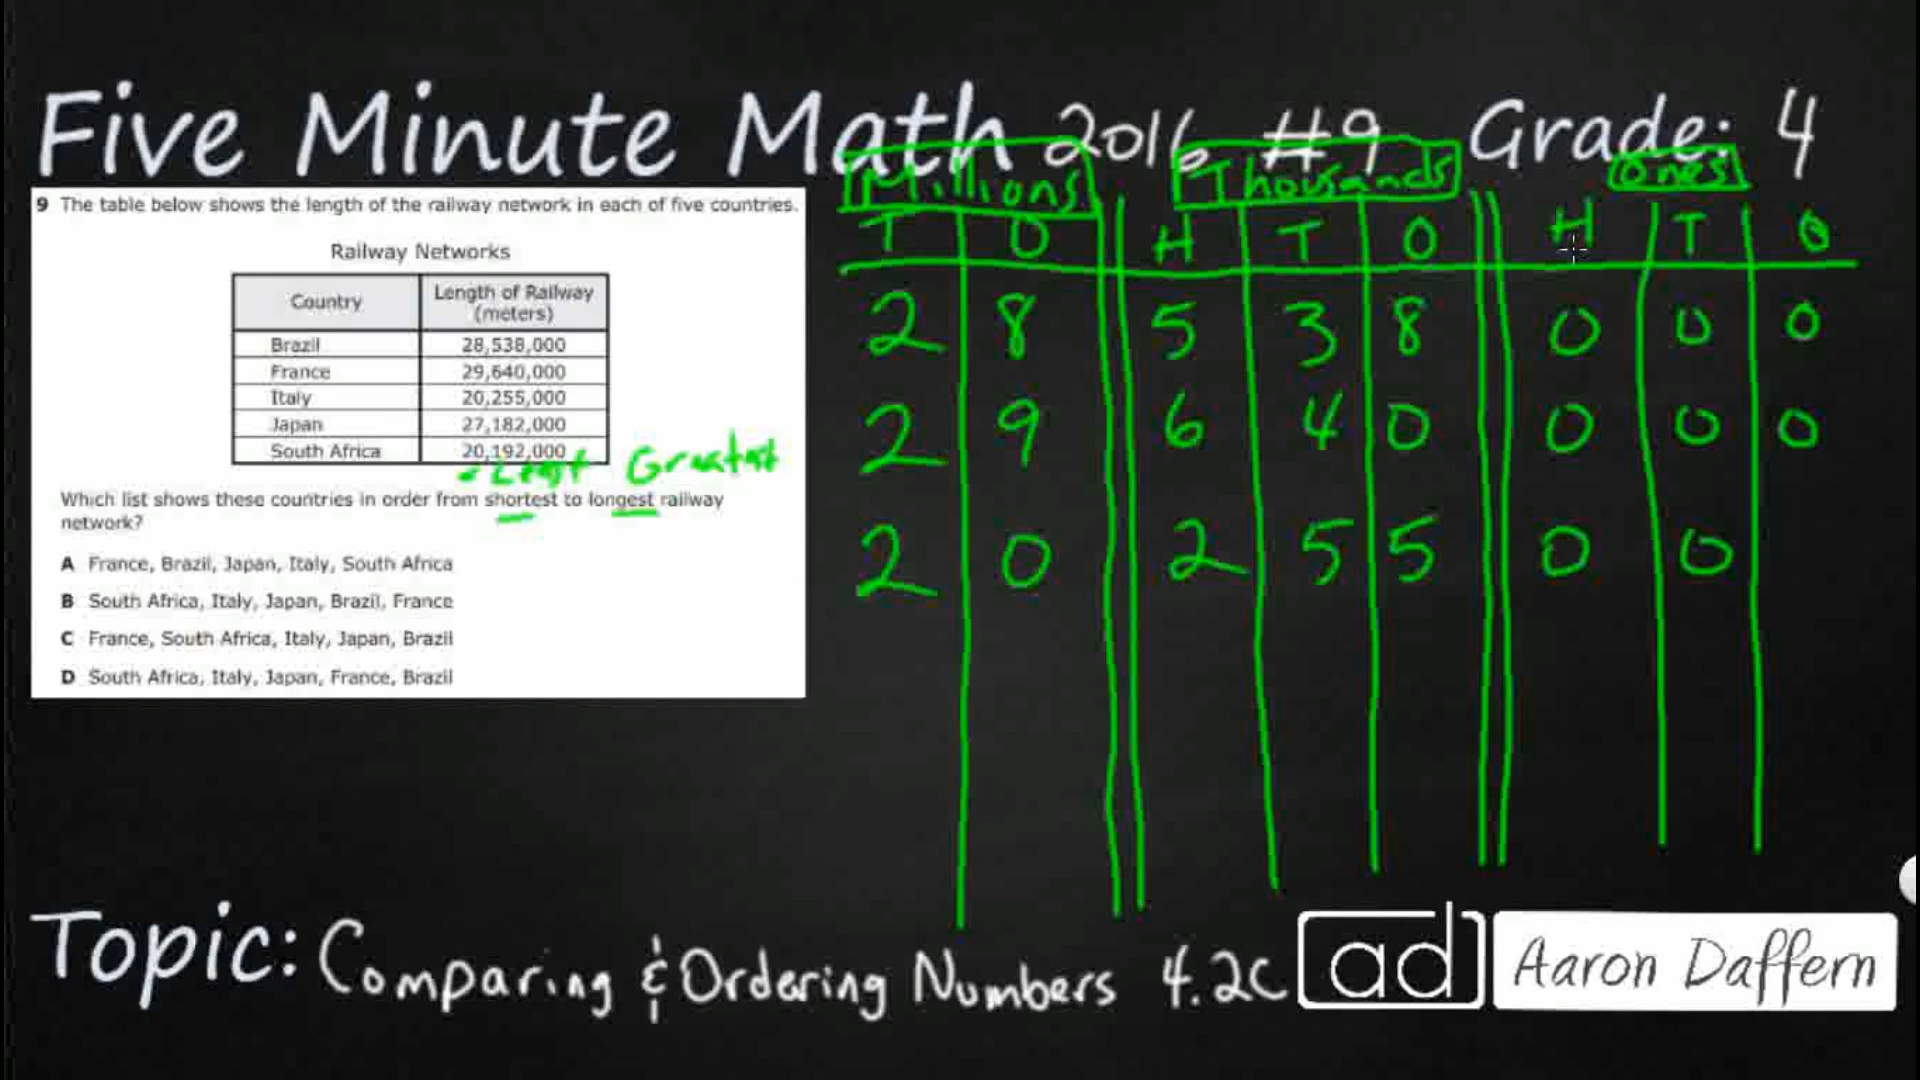 Five Minute Math 2016 #9 Grade: 4
9 The table below shows the length of the railway network in each of five countries.
Railway Networks
Country Length of Railway (meters)
Brazil 28,538,000
France 29,640,000
Italy 20,255,000
Japan 27,182,000
South Africa 20,192,000
Least Greatest
Which list shows these countries in order from shortest to longest railway
network?
A France, Brazil, Japan, Italy, South Africa
B South Africa, Italy, Japan, Brazil, France
C France, South Africa, Italy, Japan, Brazil
D South Africa, Italy, Japan, France, Brazil
Millions Thousands Ones
T O H T O H T O
2 8 5 3 8 0 0 0
2 9 6 4 0 0 0 0
2 0 2 5 5 0 0
Topic: Comparing & Ordering Numbers 4.2C
ad Aaron Daffern